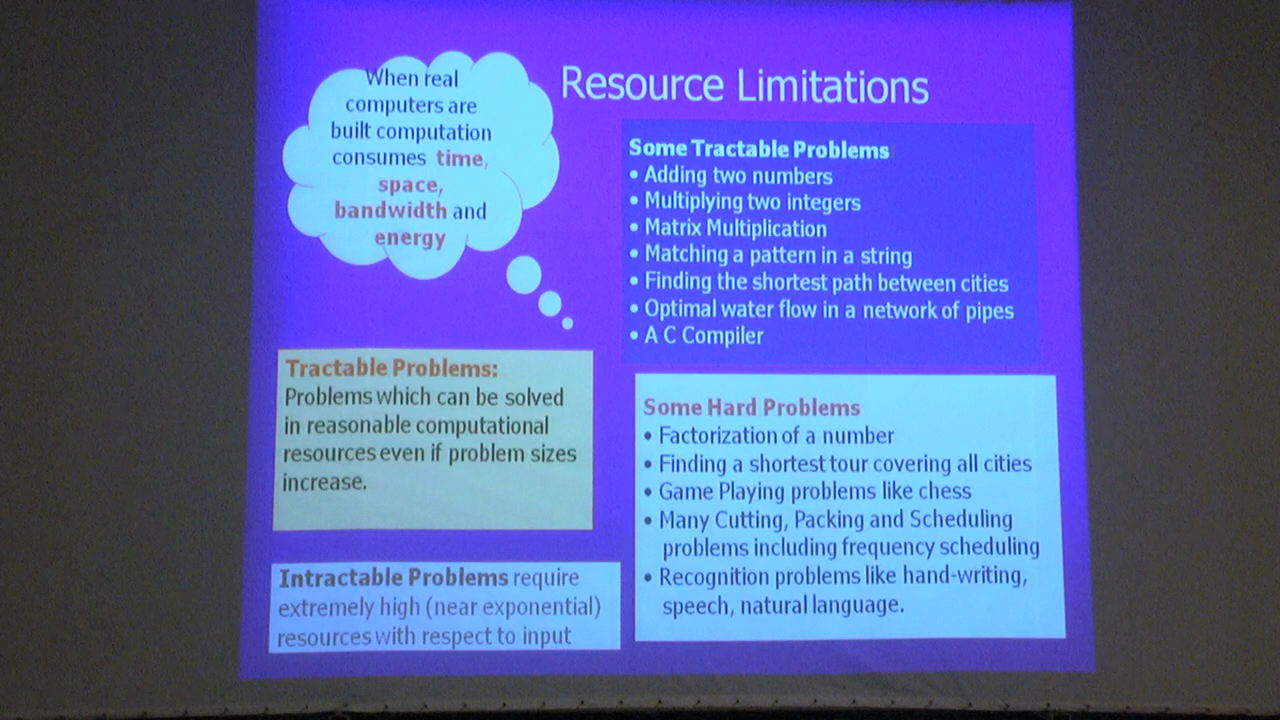 Resource Limitations
When real
computers are
built computation
consumes time,
space,
bandwidth and
energy
Some Tractable Problems
• Adding two numbers
• Multiplying two integers
• Matrix Multiplication
• Matching a pattern in a string
• Finding the shortest path between cities
• Optimal water flow in a network of pipes
• A C Compiler
Tractable Problems:
Problems which can be solved
in reasonable computational
resources even if problem sizes
increase.
Some Hard Problems
• Factorization of a number
• Finding a shortest tour covering all cities
• Game Playing problems like chess
• Many Cutting, Packing and Scheduling
problems including frequency scheduling
• Recognition problems like hand-writing,
speech, natural language.
Intractable Problems require
extremely high (near exponential)
resources with respect to input